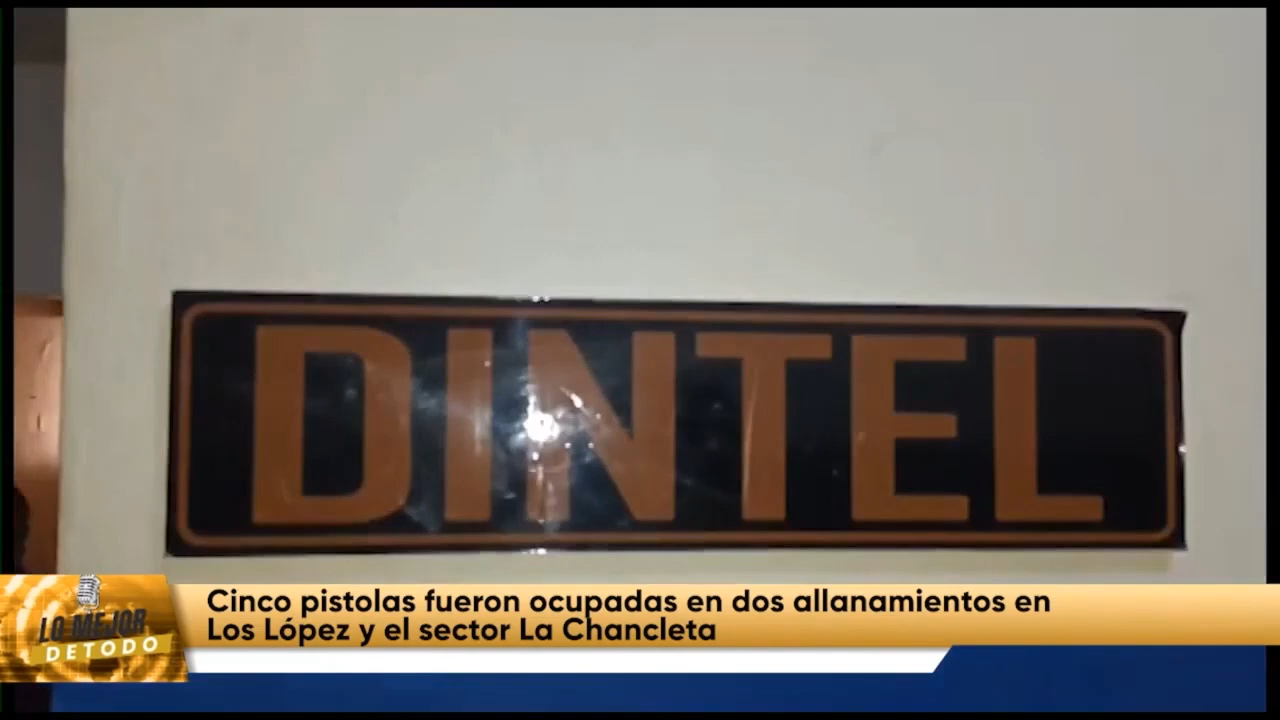 DINTEL
Cinco pistolas fueron ocupadas en dos allanamientos en
Los López y el sector La Chancleta
LO MEJOR
DETODO